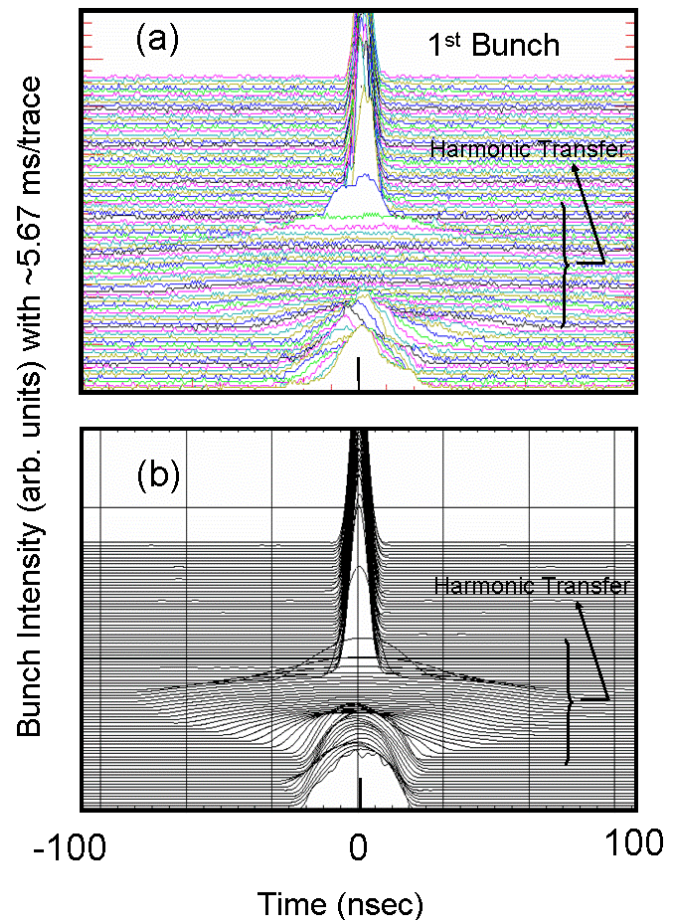 (a)
1st Bunch
Harmonic Transfer
Bunch Intensity (arb. units) with ~5.67 ms/trace
(b)
Harmonic Transfer
-100 0 100
Time (nsec)